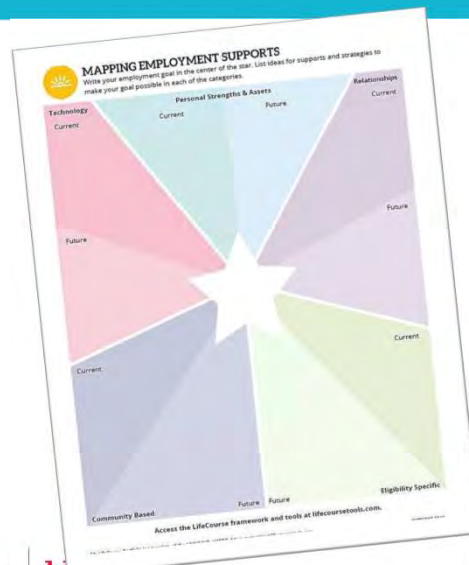 MAPPING EMPLOYMENT SUPPORTS
Write your employment goal in the center of the star. List ideas for supports and strategies to
make your goal possible in each of the categories.
Technology
Personal Strengths & Assets
Relationships
Current
Current
Future
Current
Future
Future
Current
Current
Community Based
Future
Future
Eligibility Specific
Access the LifeCourse framework and tools at lifecoursetools.com.